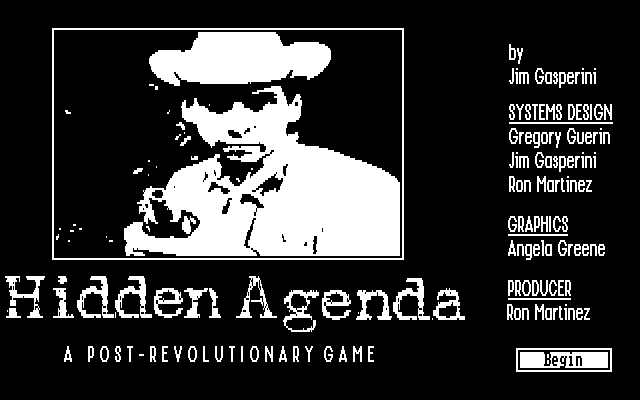 by
Jim Gasperini
SYSTEMS DESIGN
Gregory Guerin
Jim Gasperini
Ron Martinez
GRAPHICS
Angela Greene
PRODUCER
Ron Martinez
Hidden Agenda
A POST-REVOLUTIONARY GAME
Begin